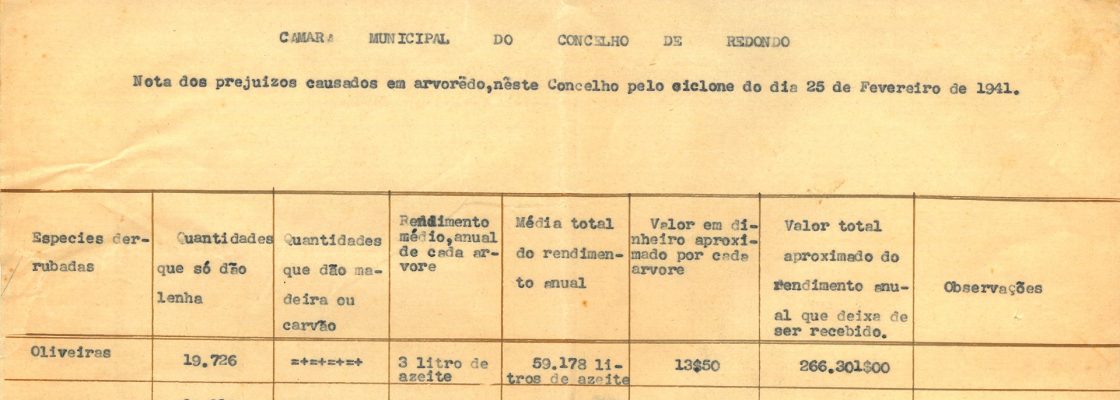 CAMARA MUNICIPAL DO CONCELHO DE REDONDO
Nota dos prejuizos causados em arvorêdo,nêste Concelho pelo ciclone do dia 25 de Fevereiro de 1941.
Especies der-
rubadas
Quantidades
que só dão
lenha
Quantidades
que dão ma-
deira ou
carvão
Rendimento
médio,anual
de cada ar-
vore
Média total
do rendimen-
to anual
Valor em di-
nheiro aproxi-
mado por cada
arvore
Valor total
aproximado do
rendimento anu-
al que deixa de
ser recebido.
Observações
Oliveiras
19.726
=+=+=+=+
3 litro de
azeite
59.178 li-
tros de azeite
13$50
266.301$00